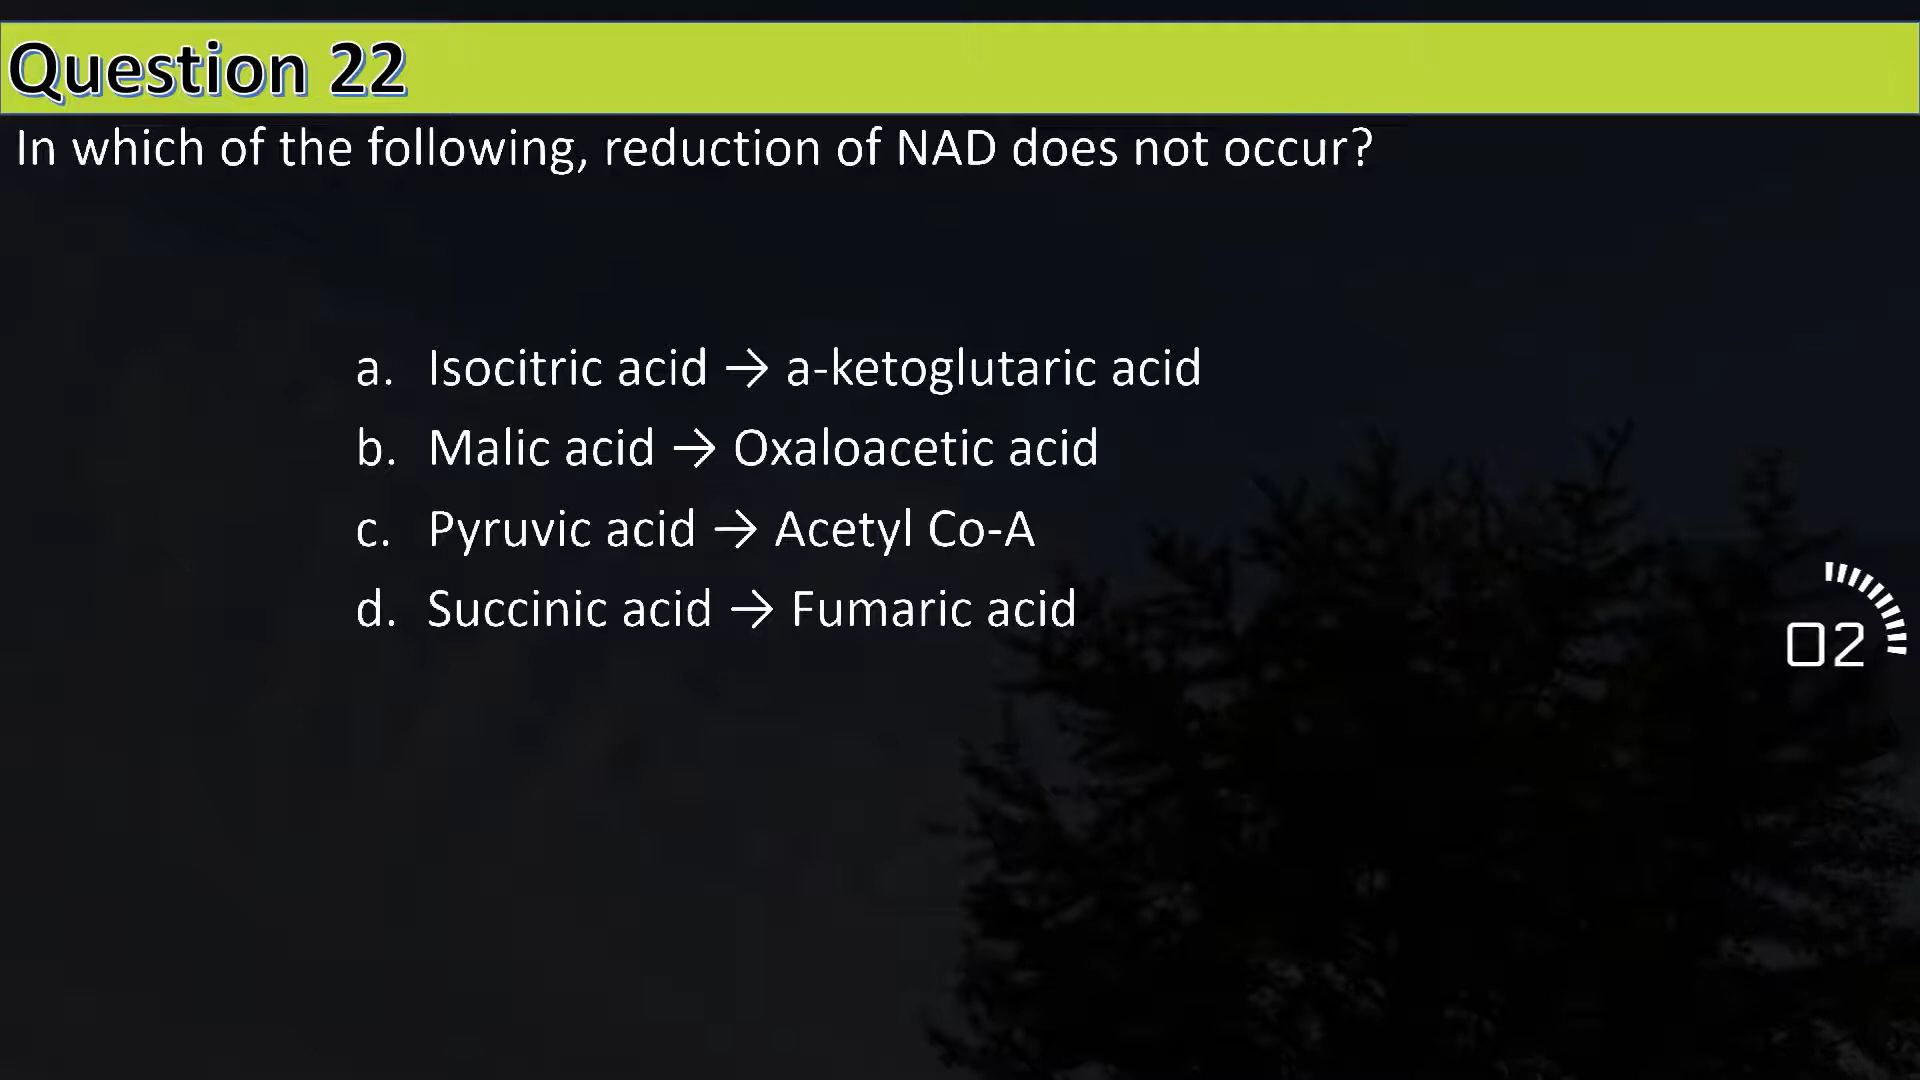 Question 22
In which of the following, reduction of NAD does not occur?
a. Isocitric acid → a-ketoglutaric acid
b. Malic acid → Oxaloacetic acid
c. Pyruvic acid → Acetyl Co-A
d. Succinic acid → Fumaric acid
02